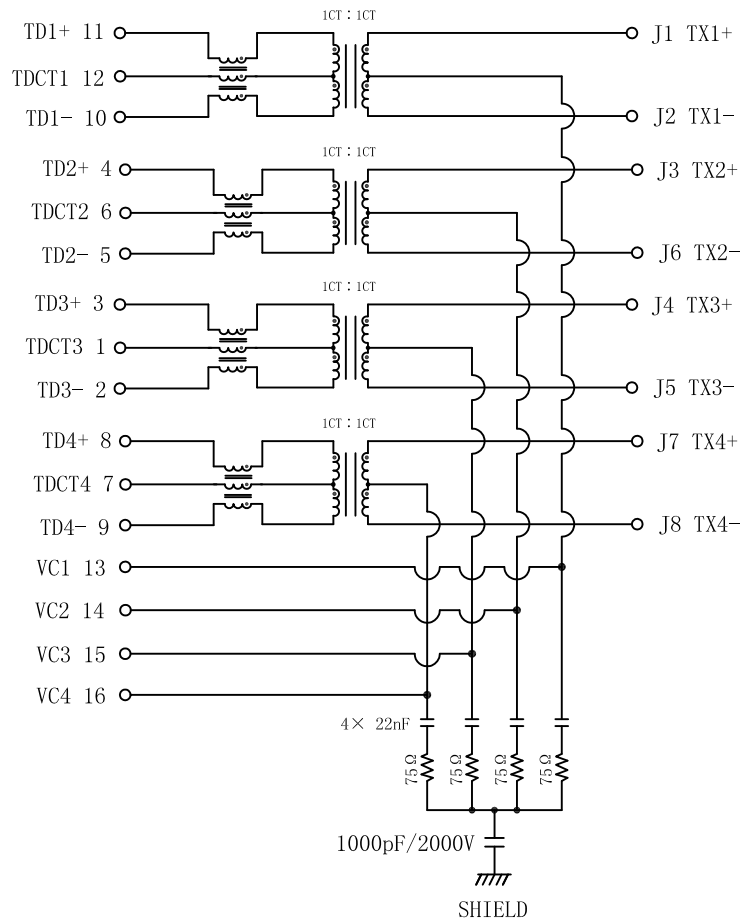 1CT : 1CT
TD1+ 11
J1 TX1+
TDCT1 12
TD1- 10
J2 TX1-
1CT : 1CT
TD2+ 4
J3 TX2+
TDCT2 6
TD2- 5
J6 TX2-
1CT : 1CT
TD3+ 3
J4 TX3+
TDCT3 1
TD3- 2
J5 TX3-
1CT : 1CT
TD4+ 8
J7 TX4+
TDCT4 7
TD4- 9
J8 TX4-
VC1 13
VC2 14
VC3 15
VC4 16
4× 22nF
75Ω
75Ω
75Ω
75Ω
1000pF/2000V
SHIELD